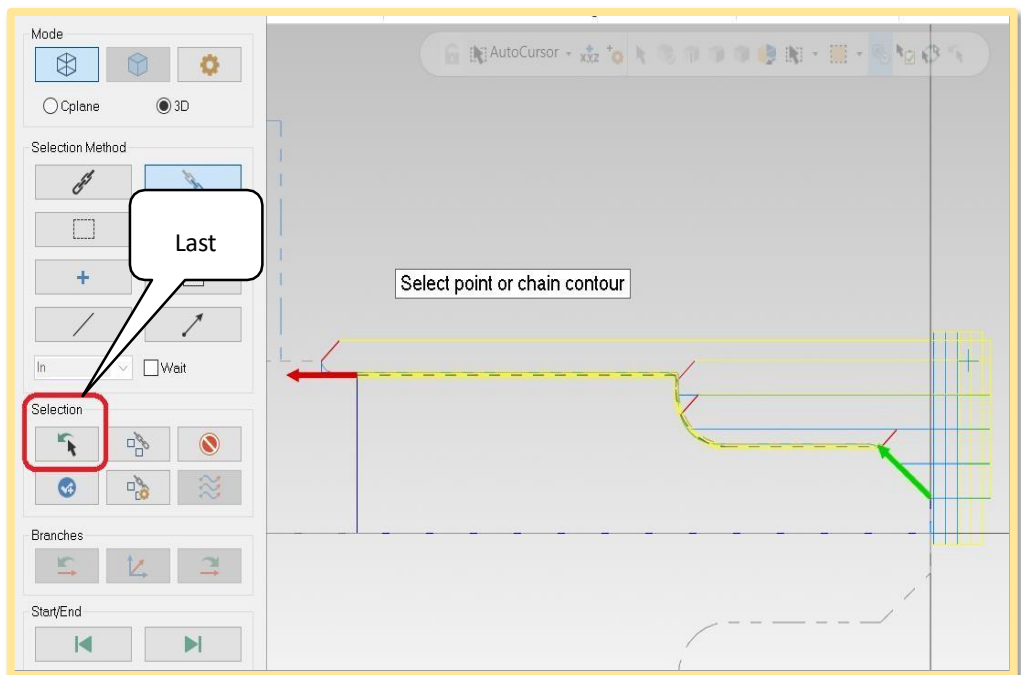 Mode
AutoCursor
Cplane
3D
Selection Method
Last
Select point or chain contour
In
Wait
Selection
Branches
Start/End